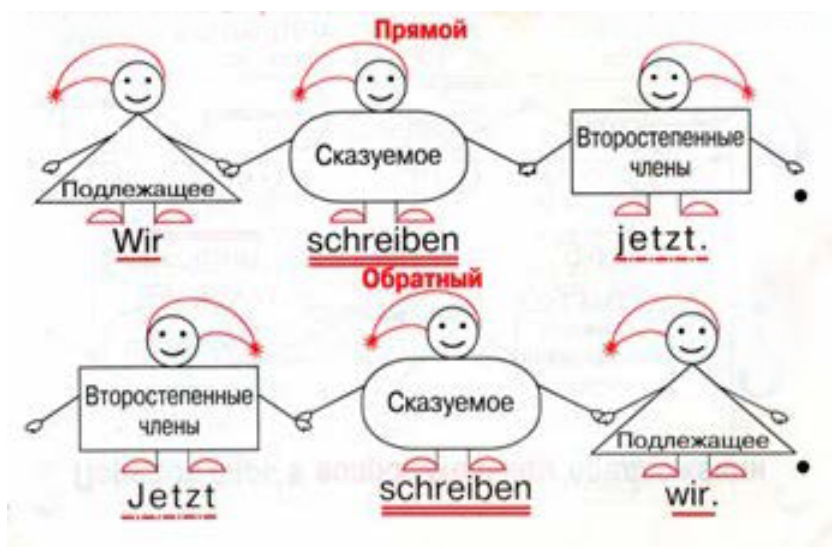 Прямой
Подлежащее
Сказуемое
Второстепенные
члены
Wir
schreiben
jetzt.
Обратный
Второстепенные
члены
Сказуемое
Подлежащее
Jetzt
schreiben
wir.